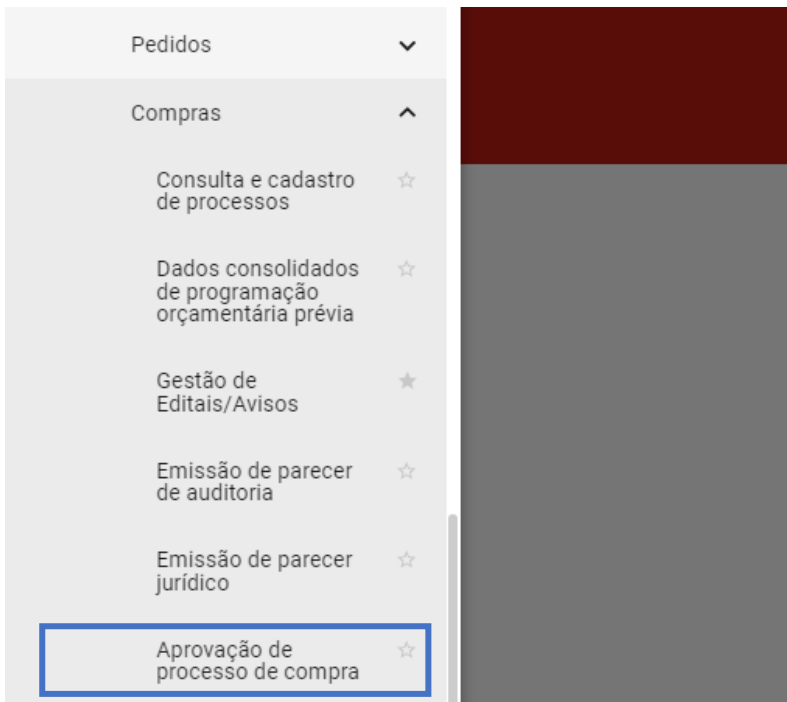 Pedidos
Compras
Consulta e cadastro
de processos
Dados consolidados
de programação
orçamentária prévia
Gestão de
Editais/Avisos
Emissão de parecer
de auditoria
Emissão de parecer
jurídico
Aprovação de
processo de compra